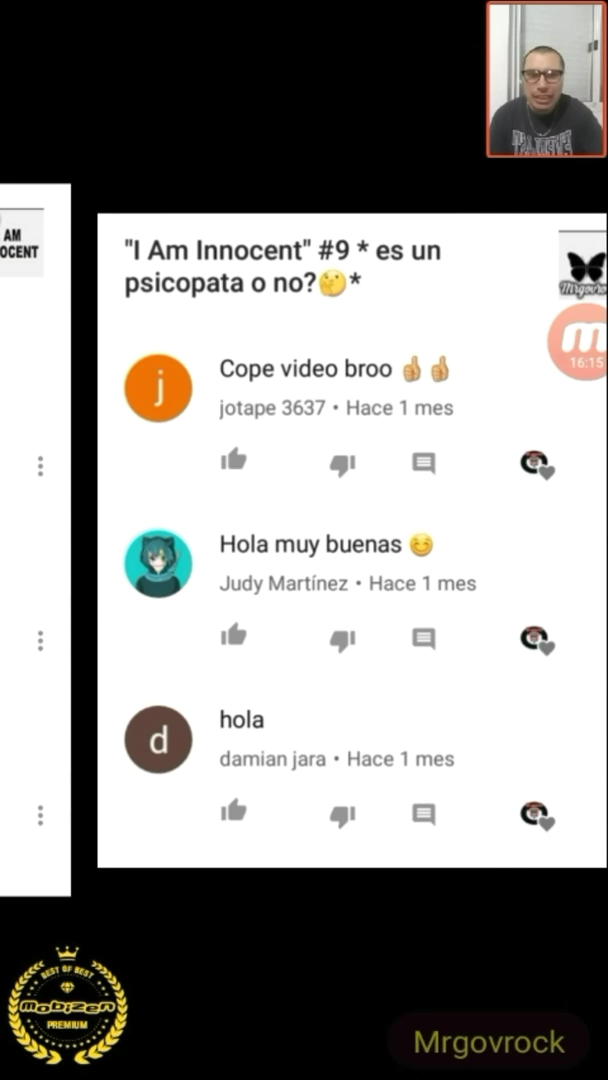 AM
OCENT
"I Am Innocent" #9 * es un
psicopata o no?🤔*
Mrgovro
16:15
j
Cope video broo 👍👍
jotape 3637 • Hace 1 mes
Hola muy buenas 😊
Judy Martínez • Hace 1 mes
d
hola
damian jara • Hace 1 mes
BEST OF BEST
mobizen
PREMIUM
Mrgovrock